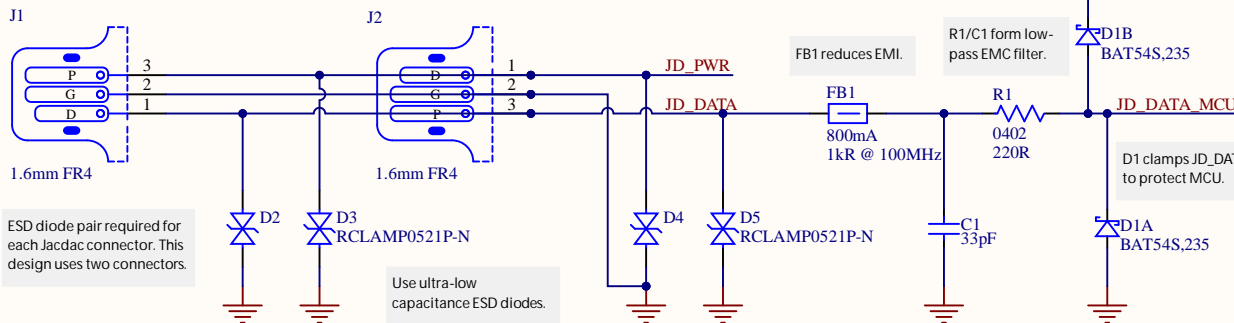 J1
P
G
D
3
2
1
1.6mm FR4
J2
D
G
P
1
2
3
1.6mm FR4
JD_PWR
JD_DATA
FB1 reduces EMI.
FB1
800mA
1kR @ 100MHz
R1/C1 form low-
pass EMC filter.
R1
0402
220R
D1B
BAT54S,235
JD_DATA_MCU
D1 clamps JD_DAT
to protect MCU.
ESD diode pair required for
each Jacdac connector. This
design uses two connectors.
D2
D3
RCLAMP0521P-N
Use ultra-low
capacitance ESD diodes.
D4
D5
RCLAMP0521P-N
C1
33pF
D1A
BAT54S,235